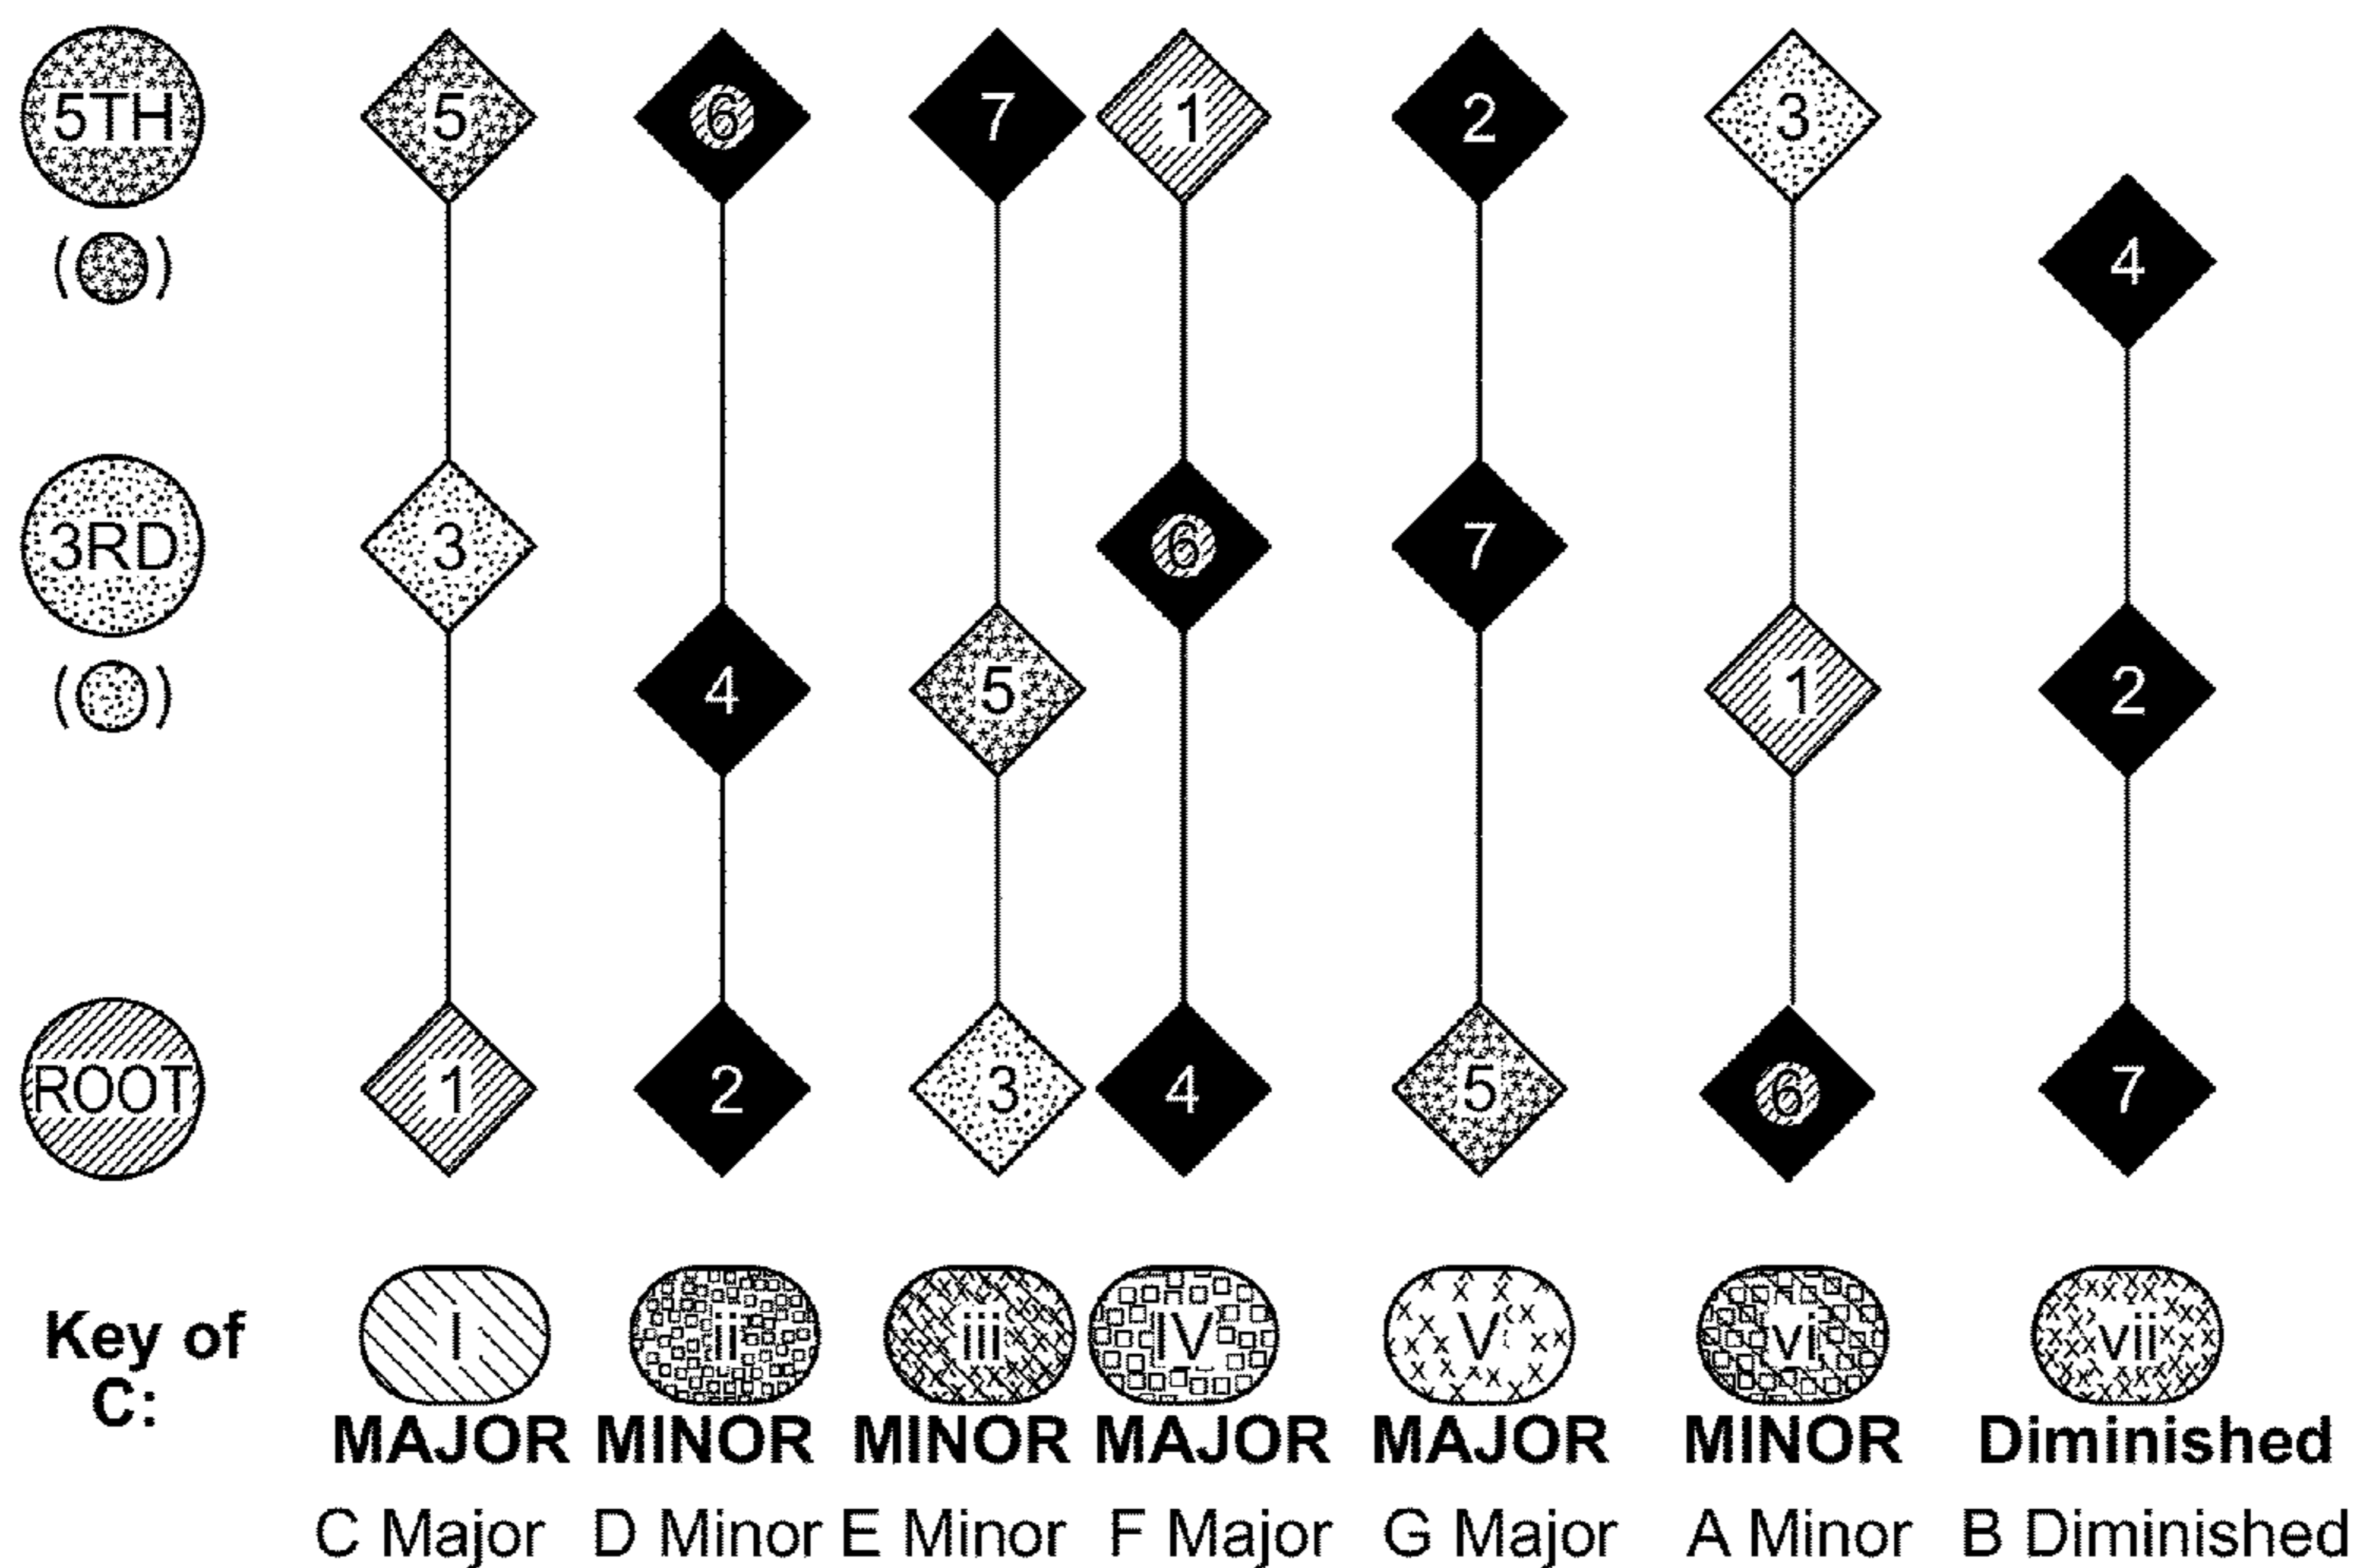 5TH 5 6 7 1 2 3
( ) 4
3RD 3 6 7
( ) 4 5 1 2
ROOT 1 2 3 4 5 6 7
Key of C: I ii iii IV V vi vii
MAJOR MINOR MINOR MAJOR MAJOR MINOR Diminished
C Major D Minor E Minor F Major G Major A Minor B Diminished